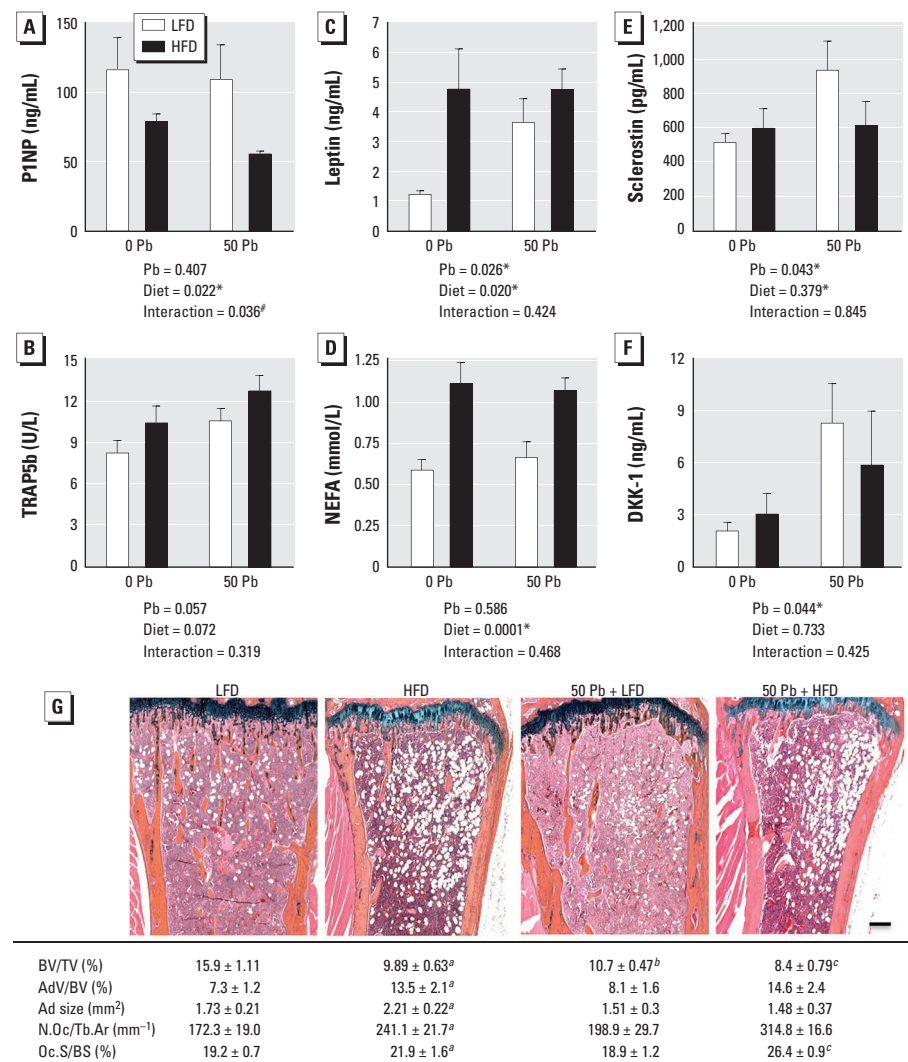 A
150
100
50
0
P1NP (ng/mL)
LFD
HFD
0 Pb 50 Pb
Pb = 0.407
Diet = 0.022*
Interaction = 0.036#
C
7
6
5
4
3
2
1
0
Leptin (ng/mL)
0 Pb 50 Pb
Pb = 0.026*
Diet = 0.020*
Interaction = 0.424
E
1,200
1,000
800
600
400
200
0
Sclerostin (pg/mL)
0 Pb 50 Pb
Pb = 0.043*
Diet = 0.379*
Interaction = 0.845
B
15
12
9
6
3
0
TRAP5b (U/L)
0 Pb 50 Pb
Pb = 0.057
Diet = 0.072
Interaction = 0.319
D
1.25
1.00
0.75
0.50
0.25
0
NEFA (mmol/L)
0 Pb 50 Pb
Pb = 0.586
Diet = 0.0001*
Interaction = 0.468
F
12
9
6
3
0
DKK-1 (ng/mL)
0 Pb 50 Pb
Pb = 0.044*
Diet = 0.733
Interaction = 0.425
G
LFD HFD 50 Pb + LFD 50 Pb + HFD
BV/TV (%) 15.9 ± 1.11 9.89 ± 0.63a 10.7 ± 0.47b 8.4 ± 0.79c
AdV/BV (%) 7.3 ± 1.2 13.5 ± 2.1a 8.1 ± 1.6 14.6 ± 2.4
Ad size (mm2) 1.73 ± 0.21 2.21 ± 0.22a 1.51 ± 0.3 1.48 ± 0.37
N.Oc/Tb.Ar (mm–1) 172.3 ± 19.0 241.1 ± 21.7a 198.9 ± 29.7 314.8 ± 16.6
Oc.S/BS (%) 19.2 ± 0.7 21.9 ± 1.6a 18.9 ± 1.2 26.4 ± 0.9c